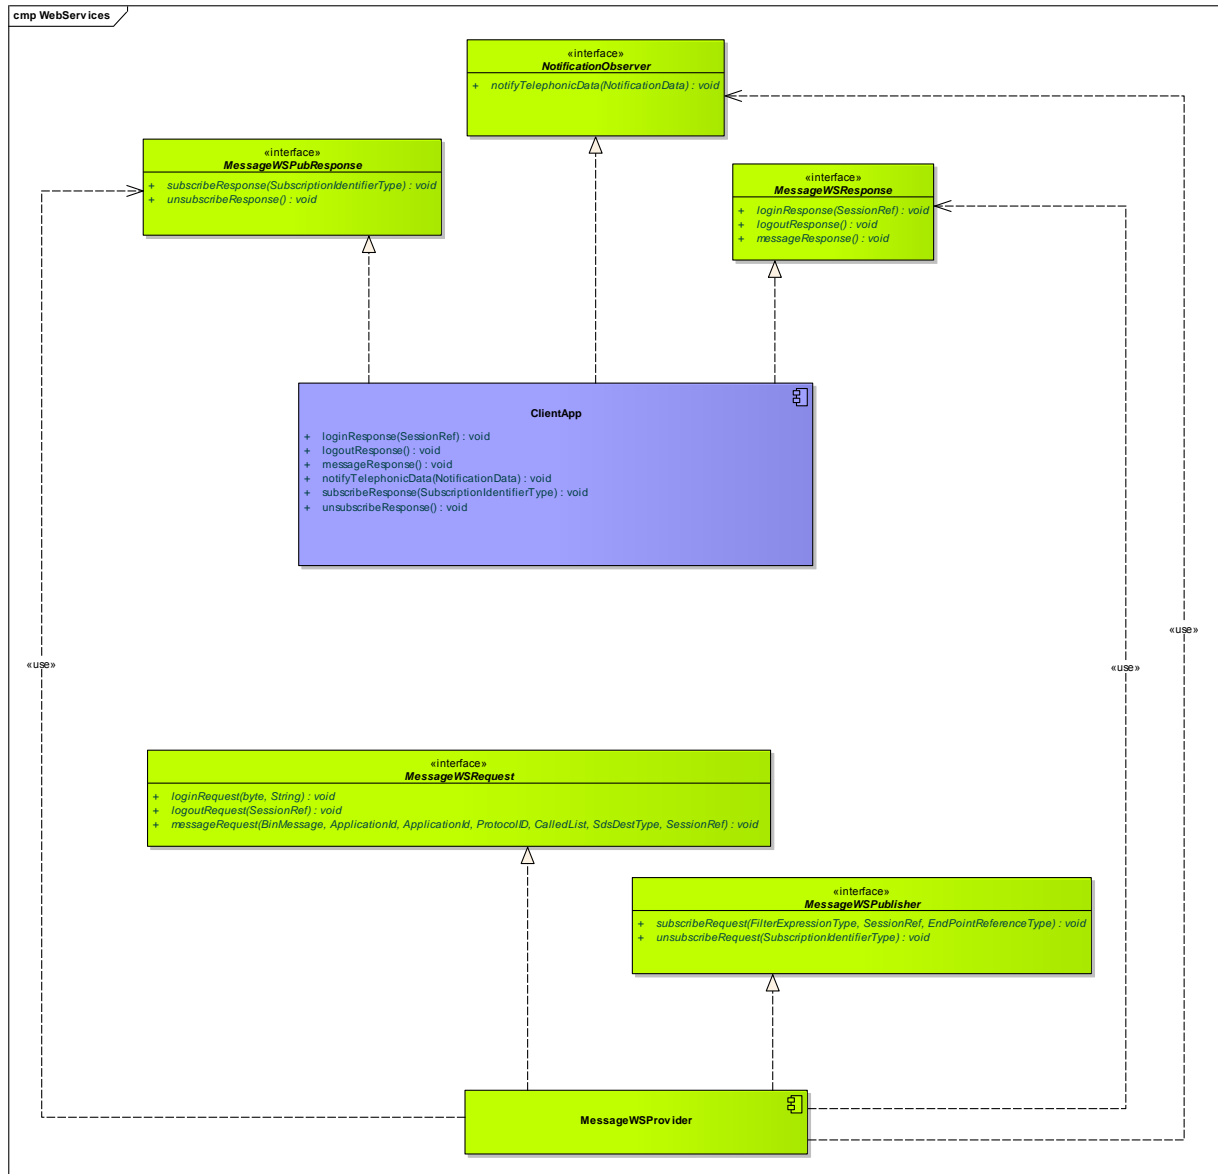 cmp WebServices
«interface»
NotificationObserver
+ notifyTelephonicData(NotificationData) : void
«interface»
MessageWSPubResponse
+ subscribeResponse(SubscriptionIdentifierType) : void
+ unsubscribeResponse() : void
«interface»
MessageWSResponse
+ loginResponse(SessionRef) : void
+ logoutResponse() : void
+ messageResponse() : void
ClientApp
+ loginResponse(SessionRef) : void
+ logoutResponse() : void
+ messageResponse() : void
+ notifyTelephonicData(NotificationData) : void
+ subscribeResponse(SubscriptionIdentifierType) : void
+ unsubscribeResponse() : void
«use»
«use»
«use»
«interface»
MessageWSRequest
+ loginRequest(byte, String) : void
+ logoutRequest(SessionRef) : void
+ messageRequest(BinMessage, ApplicationId, ApplicationId, ProtocolID, CalledList, SdsDestType, SessionRef) : void
«interface»
MessageWSPublisher
+ subscribeRequest(FilterExpressionType, SessionRef, EndPointReferenceType) : void
+ unsubscribeRequest(SubscriptionIdentifierType) : void
MessageWSProvider